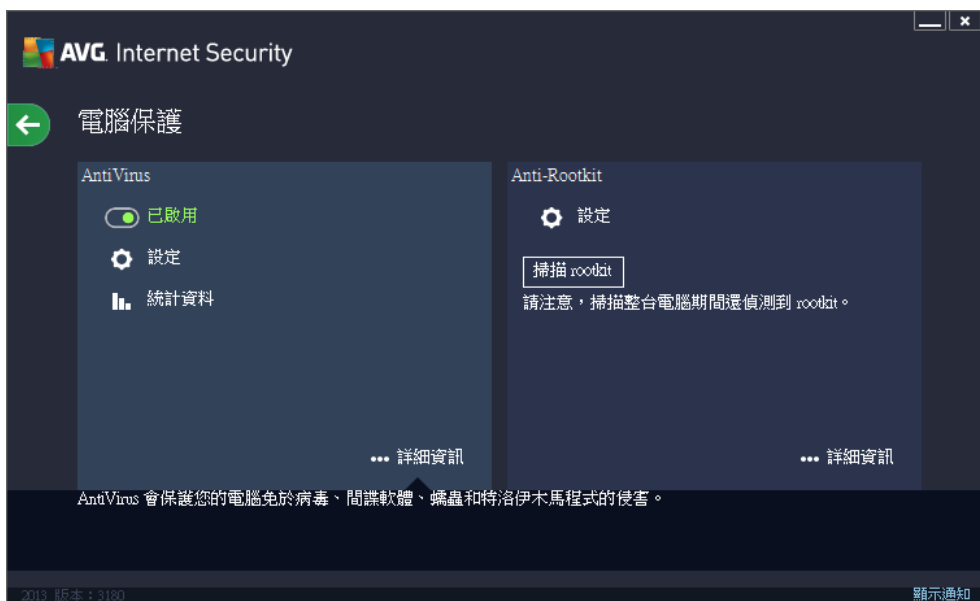 AVG. Internet Security
電腦保護
AntiVirus
已啟用
設定
統計資料
詳細資訊
Anti-Rootkit
設定
掃描 rootkit
請注意，掃描整台電腦期間還偵測到 rootkit。
詳細資訊
AntiVirus 會保護您的電腦免於病毒、間諜軟體、蠕蟲和特洛伊木馬程式的侵害。
2013 版本：3180
顯示通知